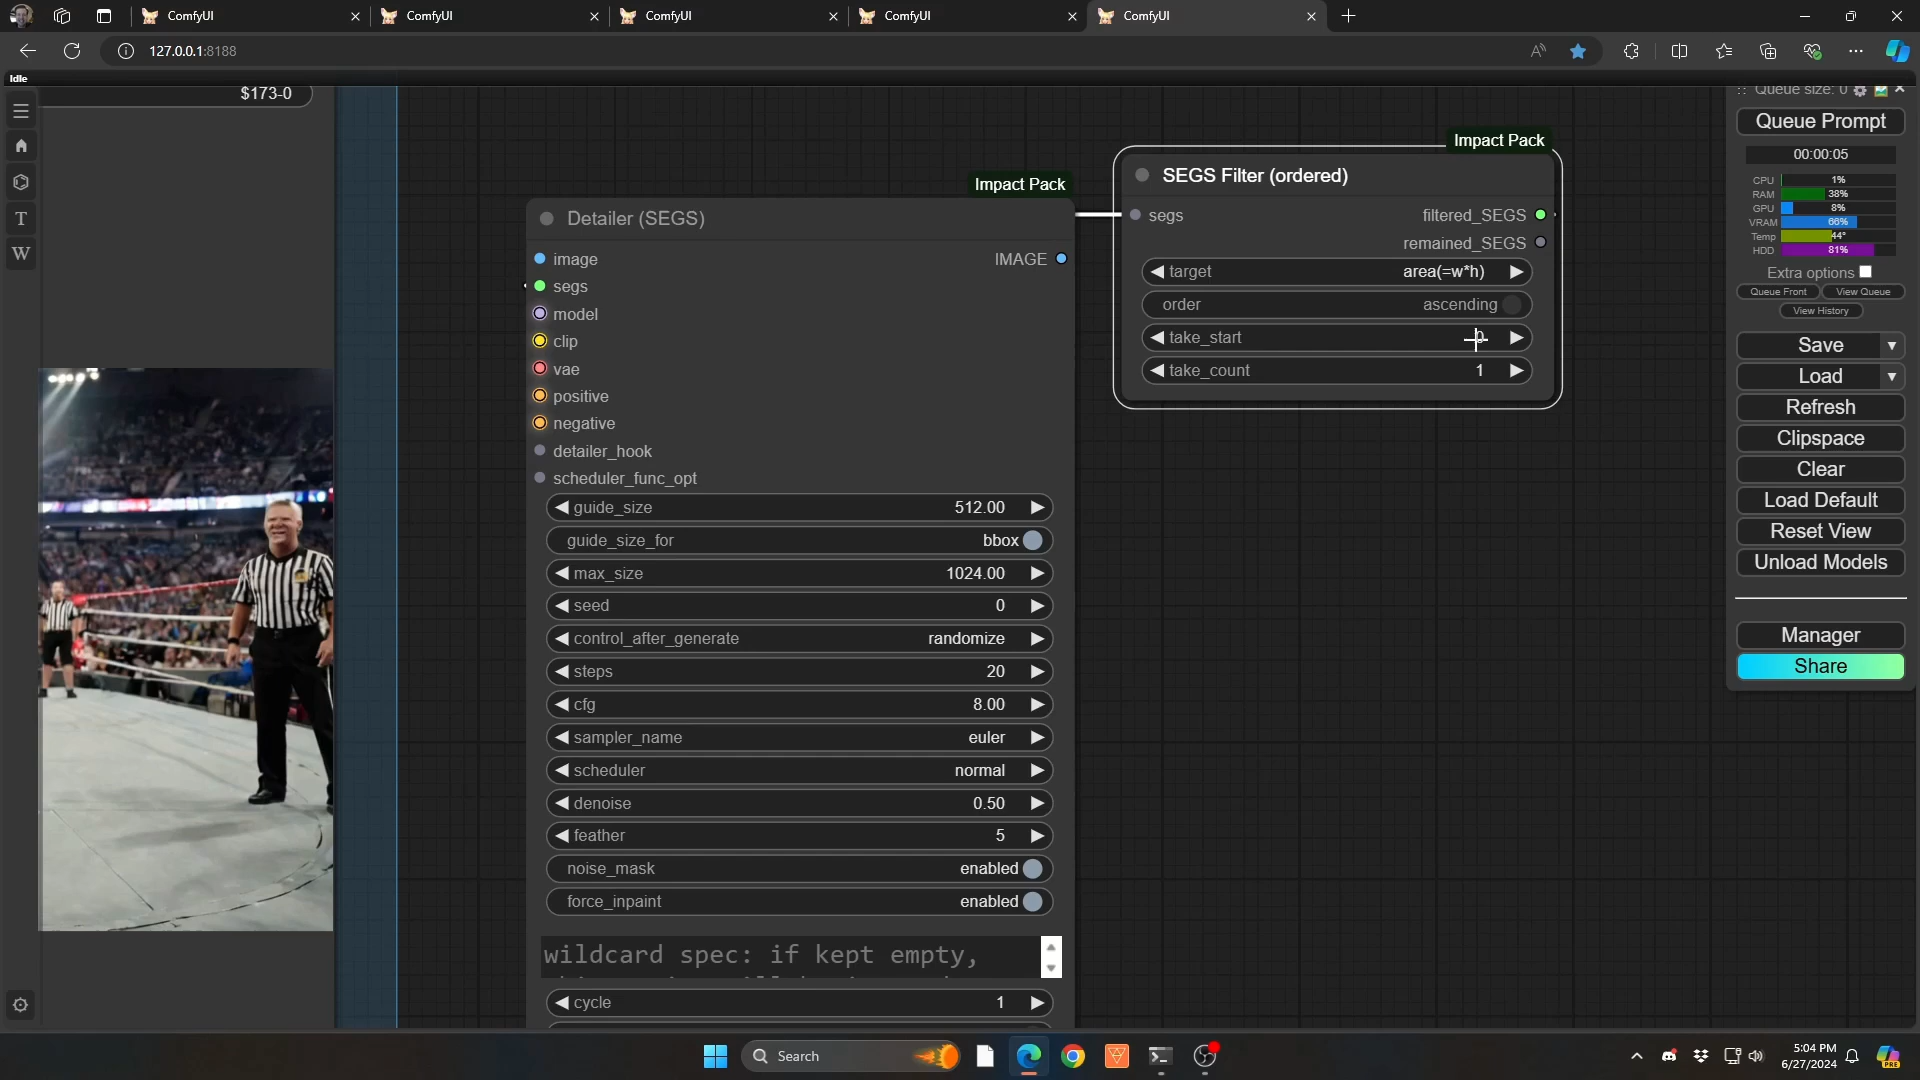 ComfyUI
ComfyUI
ComfyUI
ComfyUI
ComfyUI
127.0.0.1:8188
Idle
$173-0
T
W
Impact Pack
Detailer (SEGS)
image
IMAGE
segs
model
clip
vae
positive
negative
detailer_hook
scheduler_func_opt
guide_size 512.00
guide_size_for bbox
max_size 1024.00
seed 0
control_after_generate randomize
steps 20
cfg 8.00
sampler_name euler
scheduler normal
denoise 0.50
feather 5
noise_mask enabled
force_inpaint enabled
wildcard spec: if kept empty,
cycle 1
Impact Pack
SEGS Filter (ordered)
segs
filtered_SEGS
remained_SEGS
target area(=w*h)
order ascending
take_start 0
take_count 1
Queue size: 0
Queue Prompt
00:00:05
CPU 1%
RAM 38%
GPU 8%
VRAM 66%
Temp 44°
HDD 81%
Extra options
Queue Front
View Queue
View History
Save
Load
Refresh
Clipspace
Clear
Load Default
Reset View
Unload Models
Manager
Share
Search
5:04 PM
6/27/2024
PRE